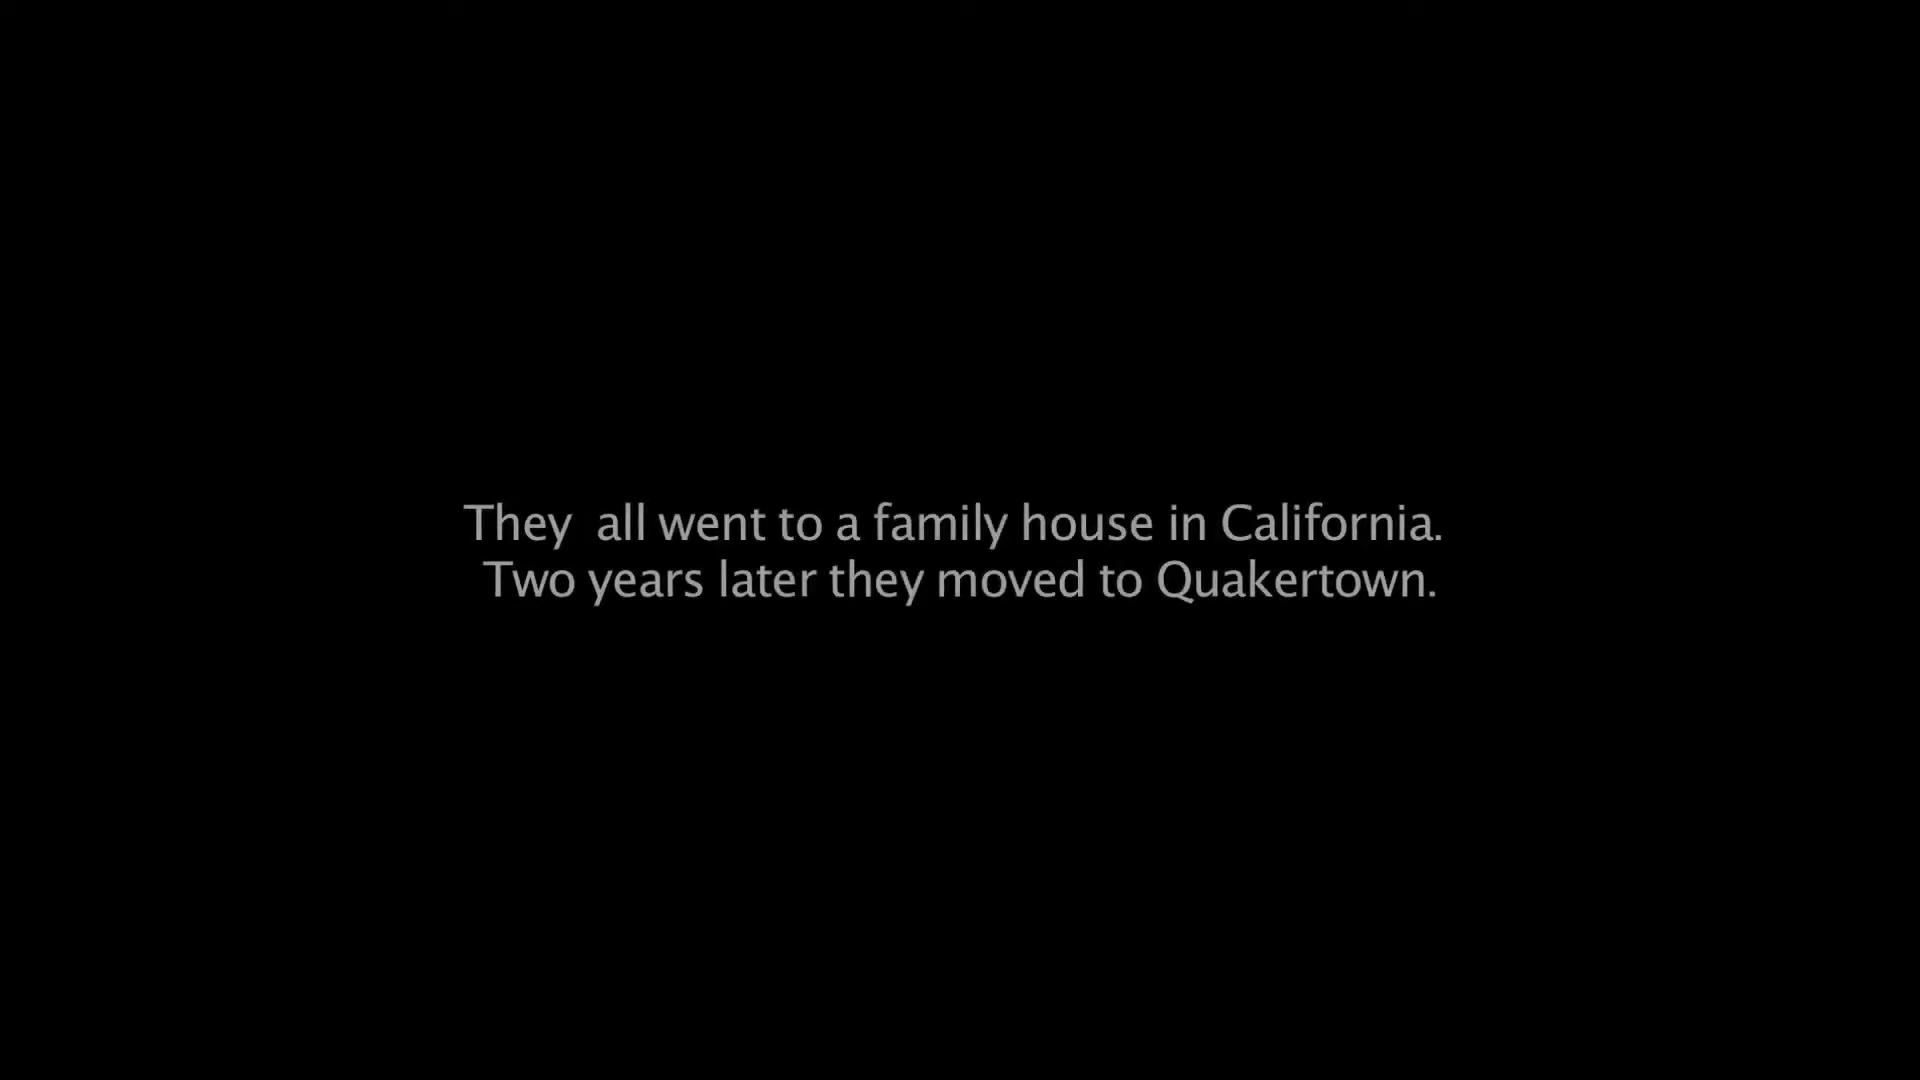 They  all went to a family house in California.
Two years later they moved to Quakertown.